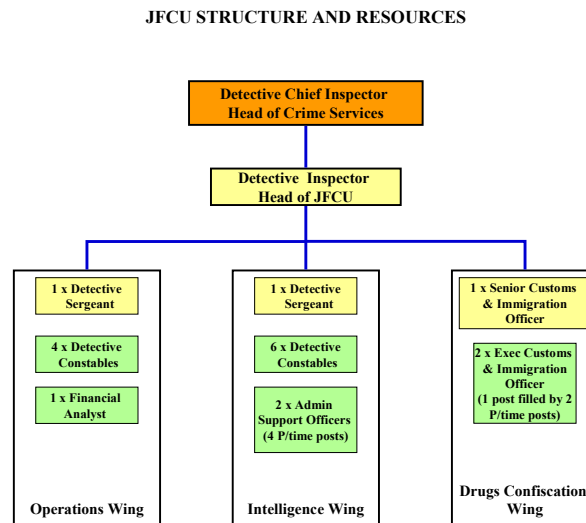 JFCU STRUCTURE AND RESOURCES
Detective Chief Inspector
Head of Crime Services
Detective Inspector
Head of JFCU
1 x Detective
Sergeant
4 x Detective
Constables
1 x Financial
Analyst
Operations Wing
1 x Detective
Sergeant
6 x Detective
Constables
2 x Admin
Support Officers
(4 P/time posts)
Intelligence Wing
1 x Senior Customs
& Immigration
Officer
2 x Exec Customs
& Immigration
Officer
(1 post filled by 2
P/time posts)
Drugs Confiscation
Wing